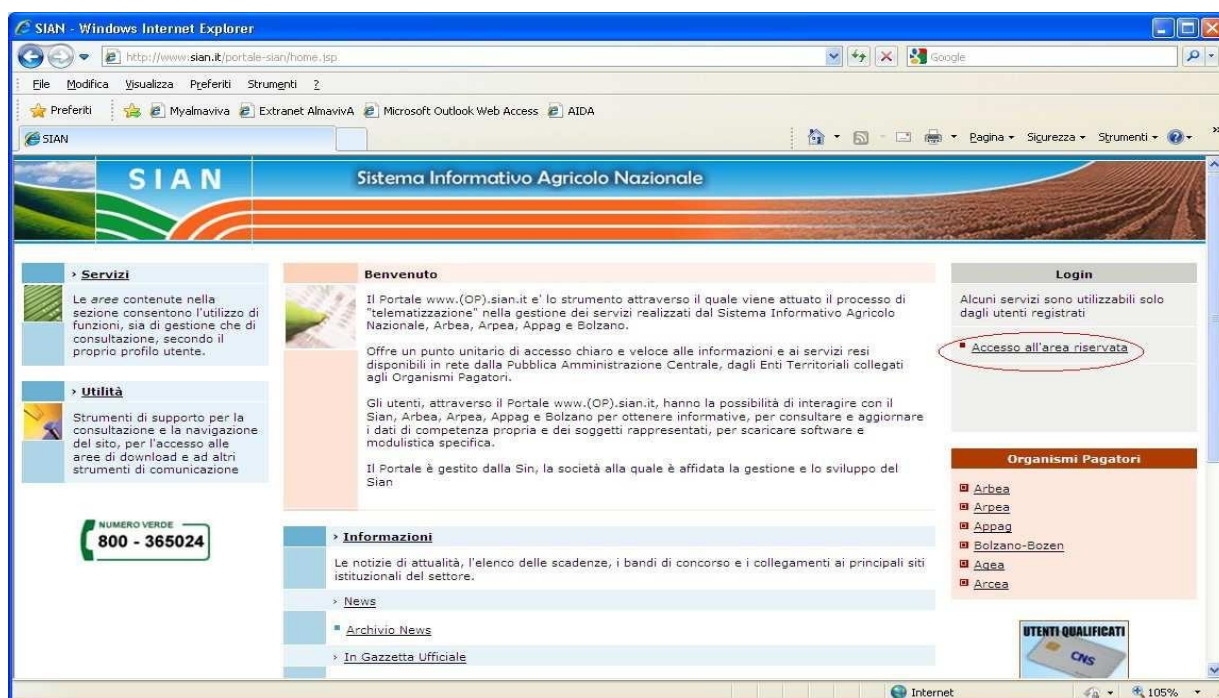 SIAN - Windows Internet Explorer
http://www.sian.it/portale-sian/home.jsp
Google
File Modifica Visualizza Preferiti Strumenti ?
Preferiti Myalmaviva Extranet AlmavivA Microsoft Outlook Web Access AIDA
SIAN
Pagina Sicurezza Strumenti
SIAN
Sistema Informativo Agricolo Nazionale
› Servizi
Le aree contenute nella
sezione consentono l'utilizzo di
funzioni, sia di gestione che di
consultazione, secondo il
proprio profilo utente.
› Utilità
Strumenti di supporto per la
consultazione e la navigazione
del sito, per l'accesso alle
aree di download e ad altri
strumenti di comunicazione
NUMERO VERDE
800 - 365024
Benvenuto
Il Portale www.(OP).sian.it e' lo strumento attraverso il quale viene attuato il processo di
"telematizzazione" nella gestione dei servizi realizzati dal Sistema Informativo Agricolo
Nazionale, Arbea, Arpea, Appag e Bolzano.
Offre un punto unitario di accesso chiaro e veloce alle informazioni e ai servizi resi
disponibili in rete dalla Pubblica Amministrazione Centrale, dagli Enti Territoriali collegati
agli Organismi Pagatori.
Gli utenti, attraverso il Portale www.(OP).sian.it, hanno la possibilità di interagire con il
Sian, Arbea, Arpea, Appag e Bolzano per ottenere informative, per consultare e aggiornare
i dati di competenza propria e dei soggetti rappresentati, per scaricare software e
modulistica specifica.
Il Portale è gestito dalla Sin, la società alla quale è affidata la gestione e lo sviluppo del
Sian
› Informazioni
Le notizie di attualità, l'elenco delle scadenze, i bandi di concorso e i collegamenti ai principali siti
istituzionali del settore.
› News
Archivio News
› In Gazzetta Ufficiale
Login
Alcuni servizi sono utilizzabili solo
dagli utenti registrati
Accesso all'area riservata
Organismi Pagatori
Arbea
Arpea
Appag
Bolzano-Bozen
Agea
Arcea
UTENTI QUALIFICATI
CNS
Internet
105%